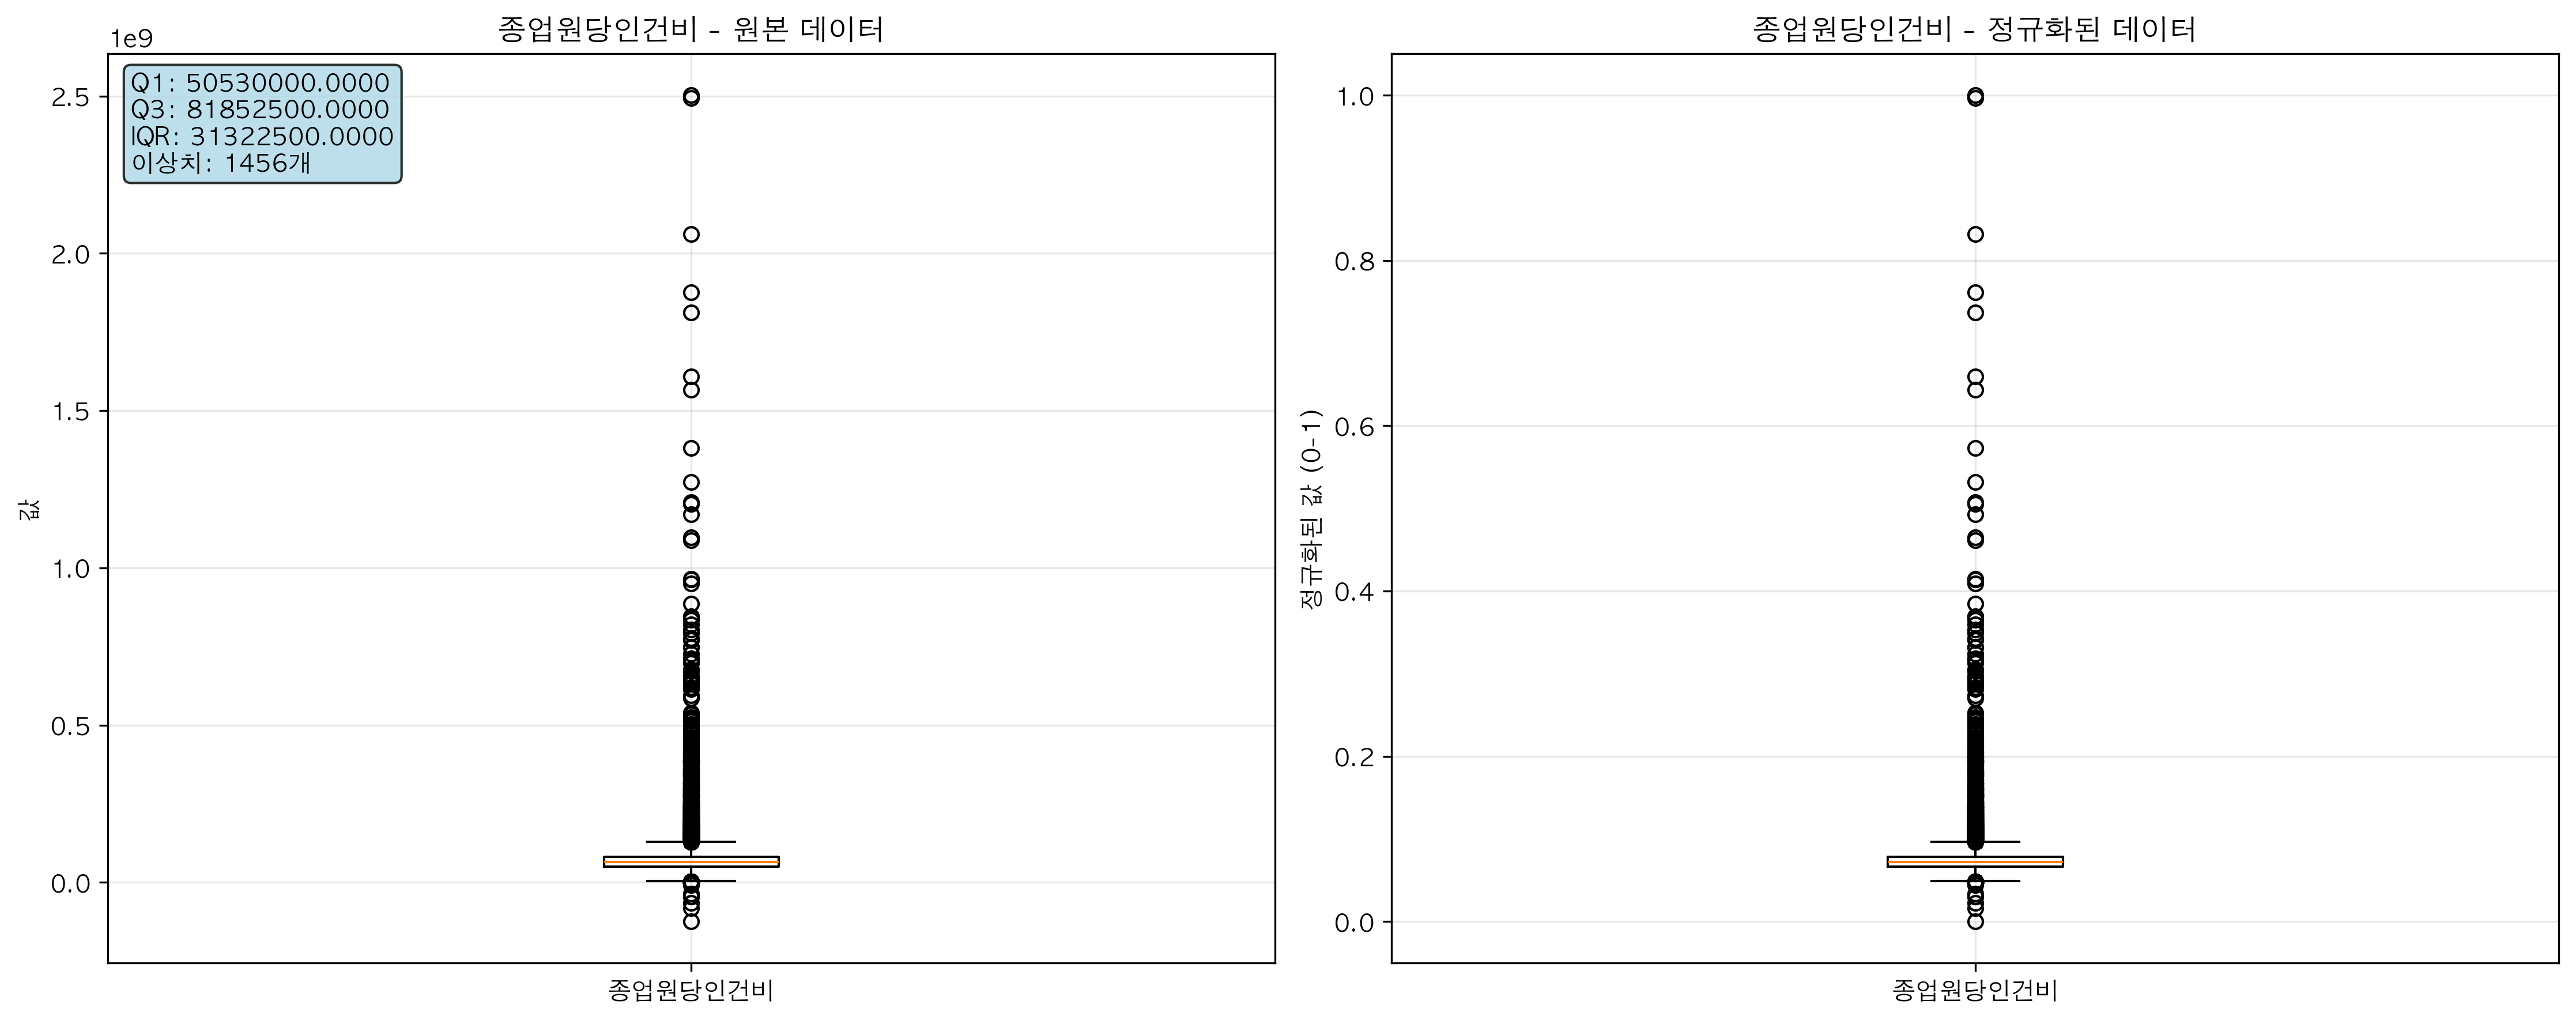 종업원당인건비 - 원본 데이터
1e9
Q1: 50530000.0000
Q3: 81852500.0000
IQR: 31322500.0000
이상치: 1456개
2.5
2.0
1.5
1.0
0.5
0.0
값
종업원당인건비
종업원당인건비 - 정규화된 데이터
1.0
0.8
0.6
0.4
0.2
0.0
정규화된 값 (0-1)
종업원당인건비